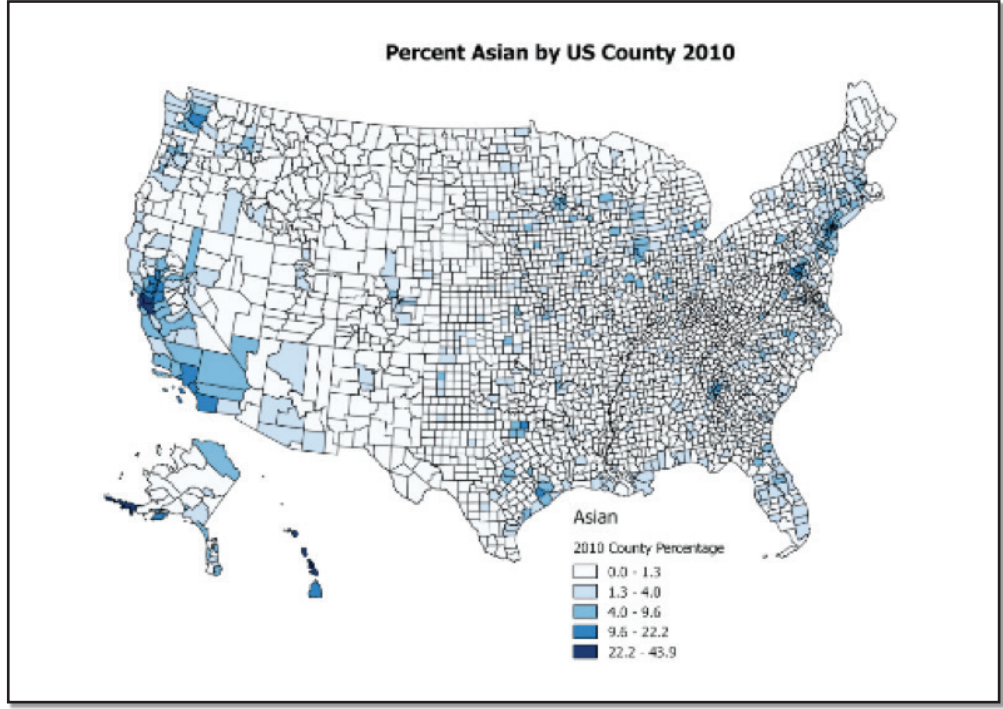 Percent Asian by US County 2010
Asian
2010 County Percentage
0.0 - 1.3
1.3 - 4.0
4.0 - 9.6
9.6 - 22.2
22.2 - 43.9